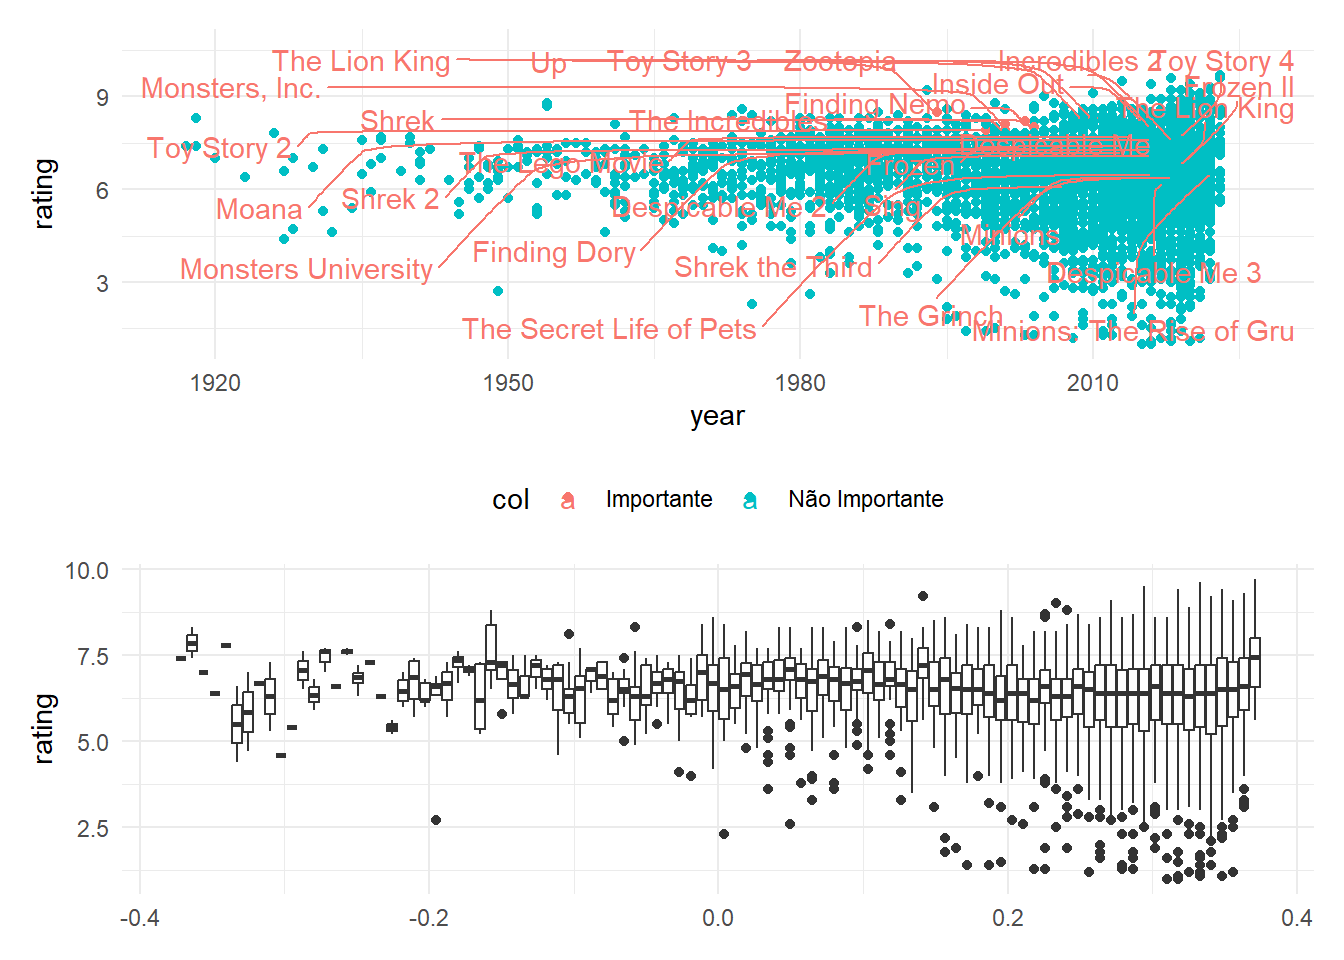 The Lion King
Up
Toy Story 3
Zootopia
Incredibles 2
Toy Story 4
Monsters, Inc.
Inside Out
Frozen II
9
Finding Nemo
The Lion King
Shrek
The Incredibles
Toy Story 2
Despicable Me
The Lego Movie
Frozen
rating
6
Moana
Shrek 2
Despicable Me 2
Sing
Minions
Finding Dory
Monsters University
Shrek the Third
Despicable Me 3
3
The Grinch
The Secret Life of Pets
Minions: The Rise of Gru
1920 1950 1980 2010
year
col a Importante a Não Importante
10.0
7.5
rating
5.0
2.5
-0.4 -0.2 0.0 0.2 0.4